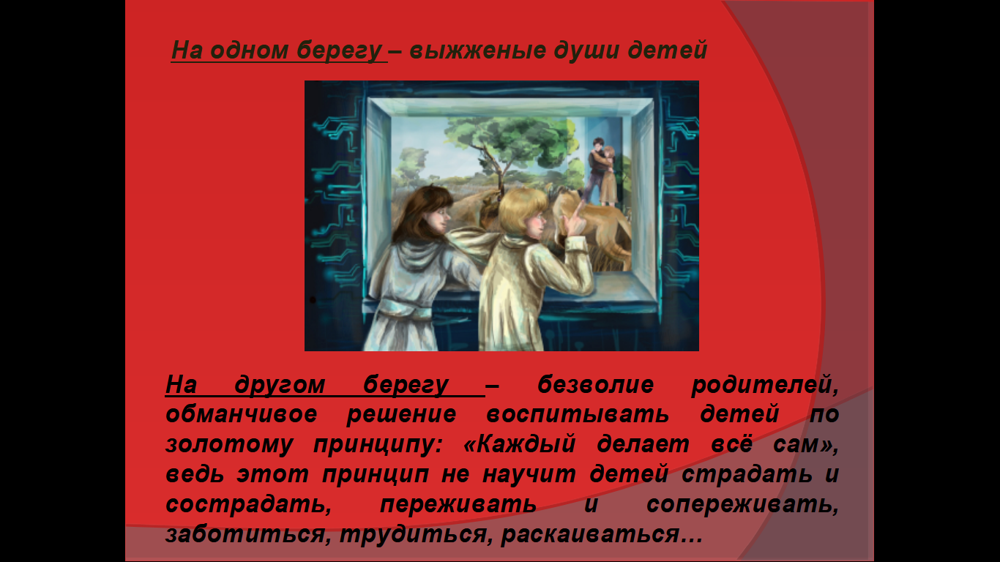 На одном берегу – выжженые души детей
На другом берегу – безволие родителей,
обманчивое решение воспитывать детей по
золотому принципу: «Каждый делает всё сам»,
ведь этот принцип не научит детей страдать и
сострадать, переживать и сопереживать,
заботиться, трудиться, раскаиваться…